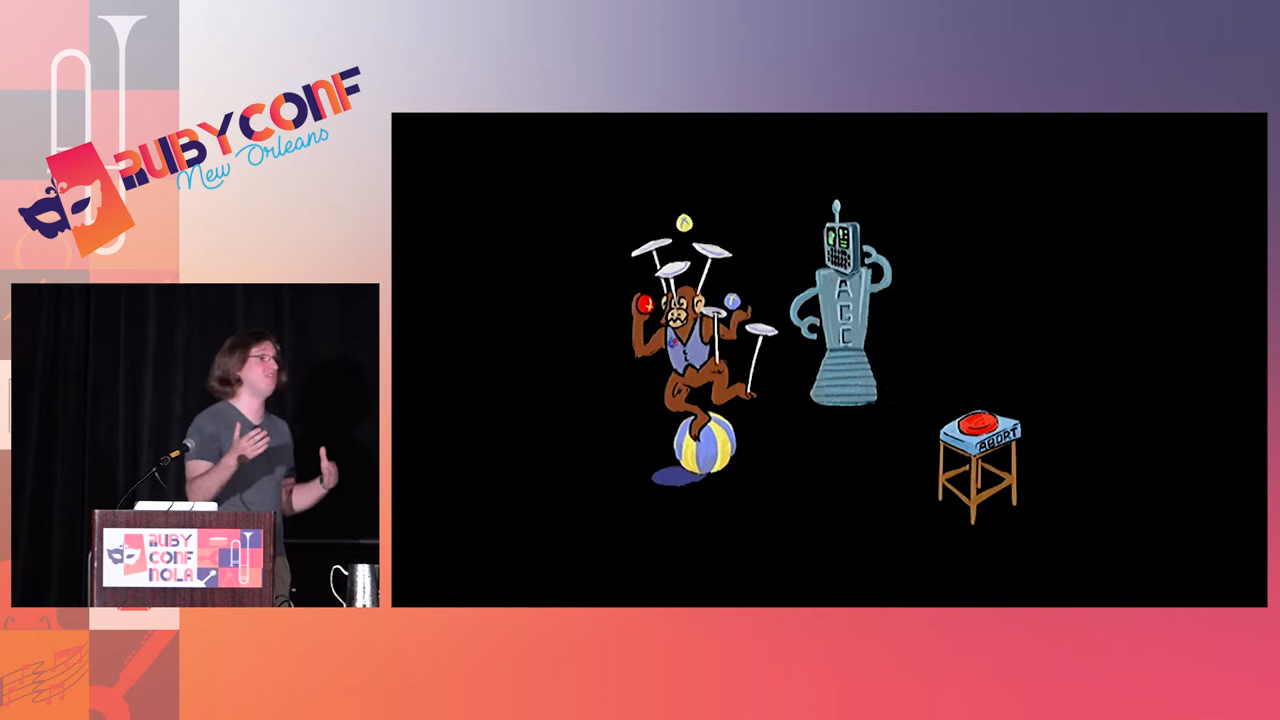 RUBYCONF
New Orleans
RUBY
CONF
NOLA
AGC
ABORT